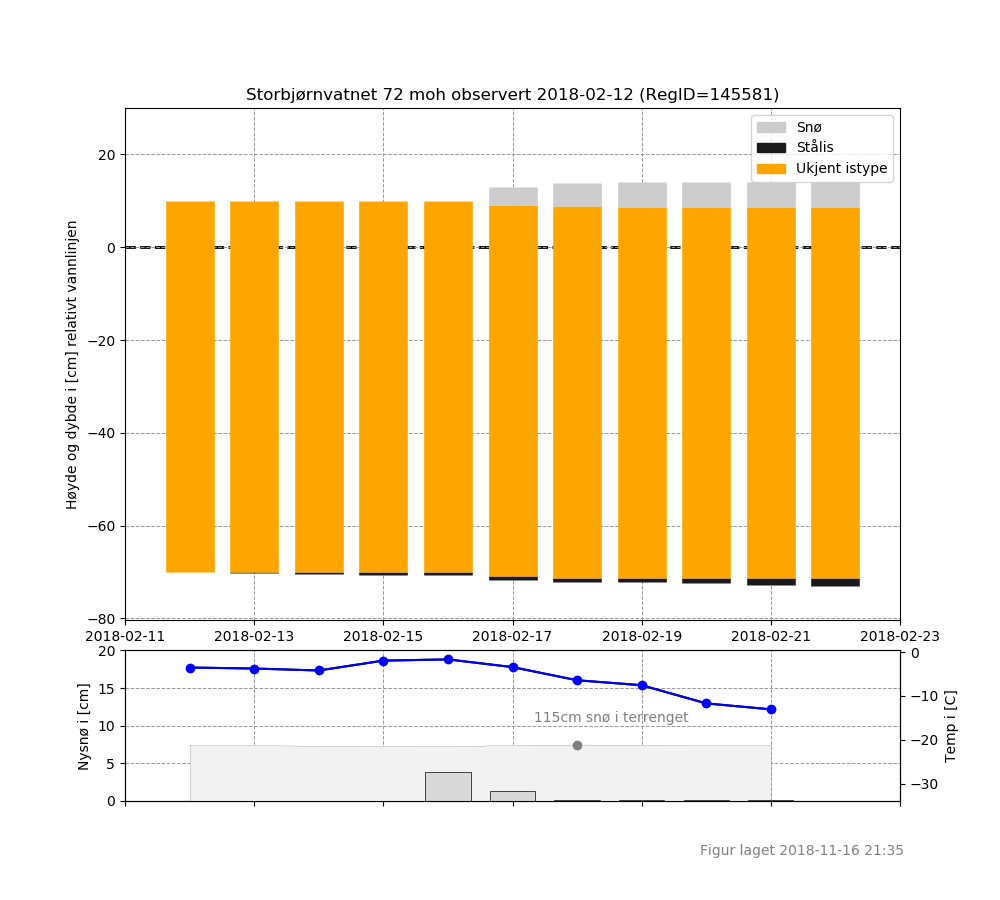 Storbjørnvatnet 72 moh observert 2018-02-12 (RegID=145581)
Snø
Stålis
Ukjent istype
Høyde og dybde i [cm] relativt vannlinjen
20
0
−20
−40
−60
−80
2018-02-11 2018-02-13 2018-02-15 2018-02-17 2018-02-19 2018-02-21 2018-02-23
Nysnø i [cm]
20
15
10
5
0
115cm snø i terrenget
0
−10
−20
−30
Temp i [C]
Figur laget 2018-11-16 21:35